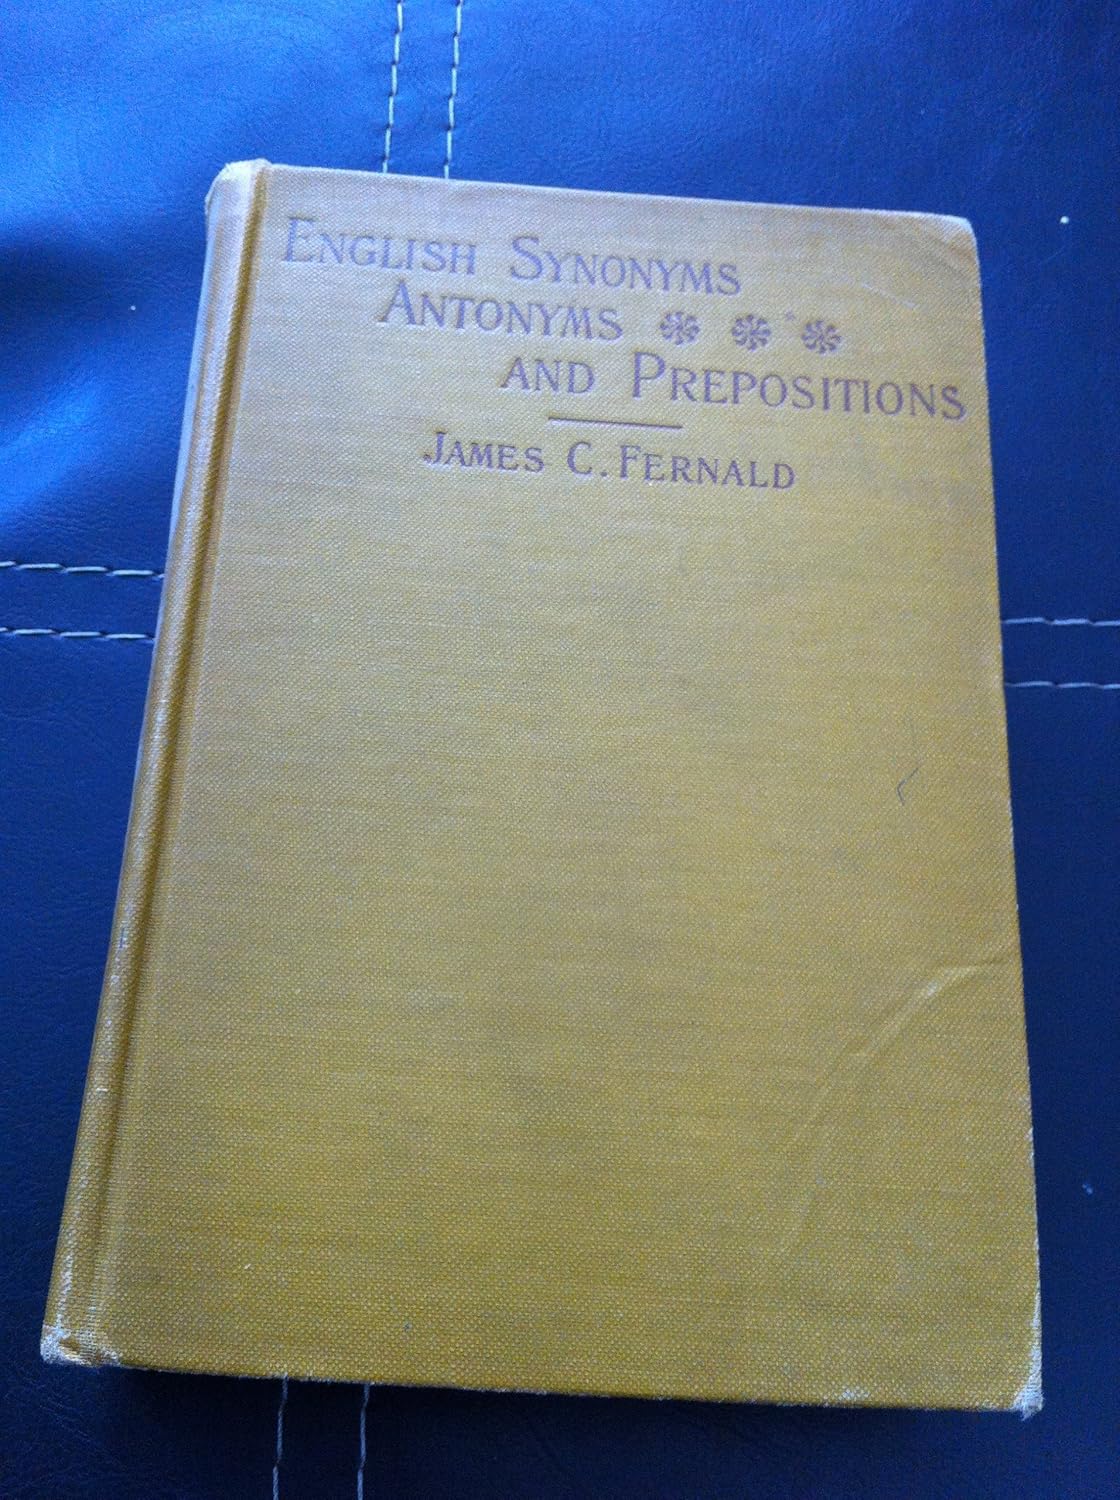 ENGLISH SYNONYMS
ANTONYMS
AND PREPOSITIONS
JAMES C. FERNALD